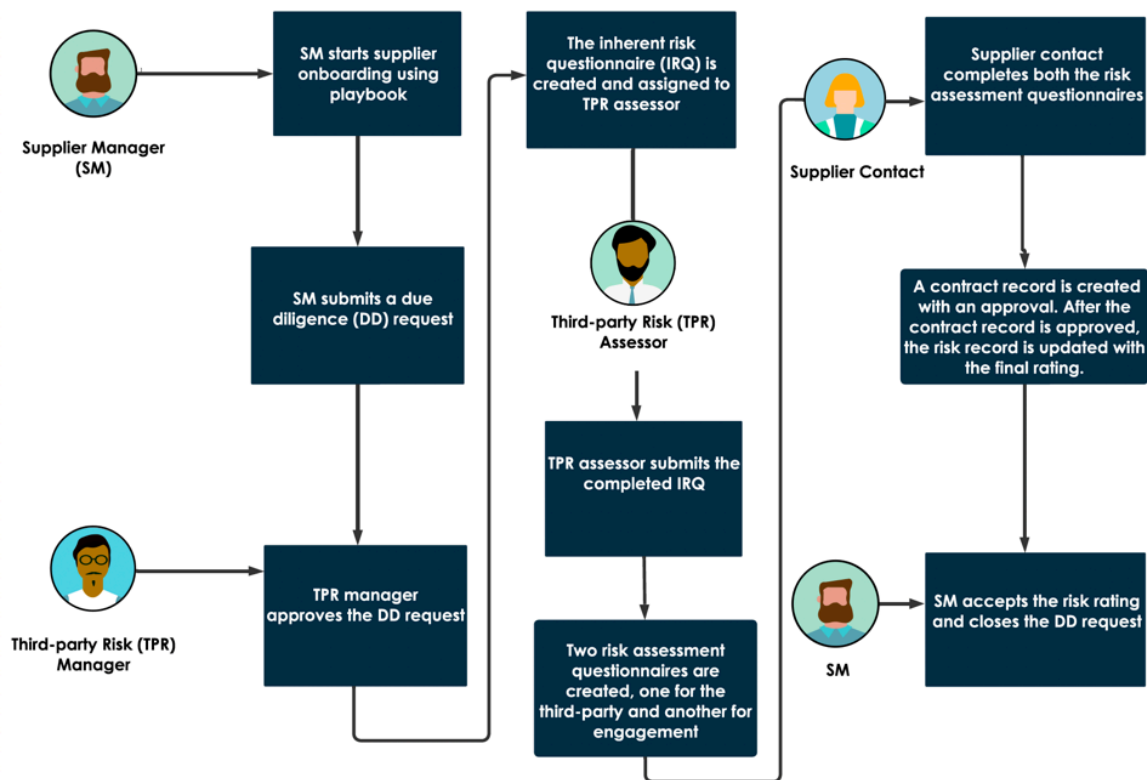 SM starts supplier
onboarding using
playbook
Supplier Manager
(SM)
SM submits a due
diligence (DD) request
TPR manager
approves the DD request
Third-party Risk (TPR)
Manager
The inherent risk
questionnaire (IRQ) is
created and assigned to
TPR assessor
Third-party Risk (TPR)
Assessor
TPR assessor submits the
completed IRQ
Two risk assessment
questionnaires are
created, one for the
third-party and another for
engagement
Supplier contact
completes both the risk
assessment questionnaires
Supplier Contact
A contract record is created
with an approval. After the
contract record is approved,
the risk record is updated with
the final rating.
SM accepts the risk rating
and closes the DD request
SM